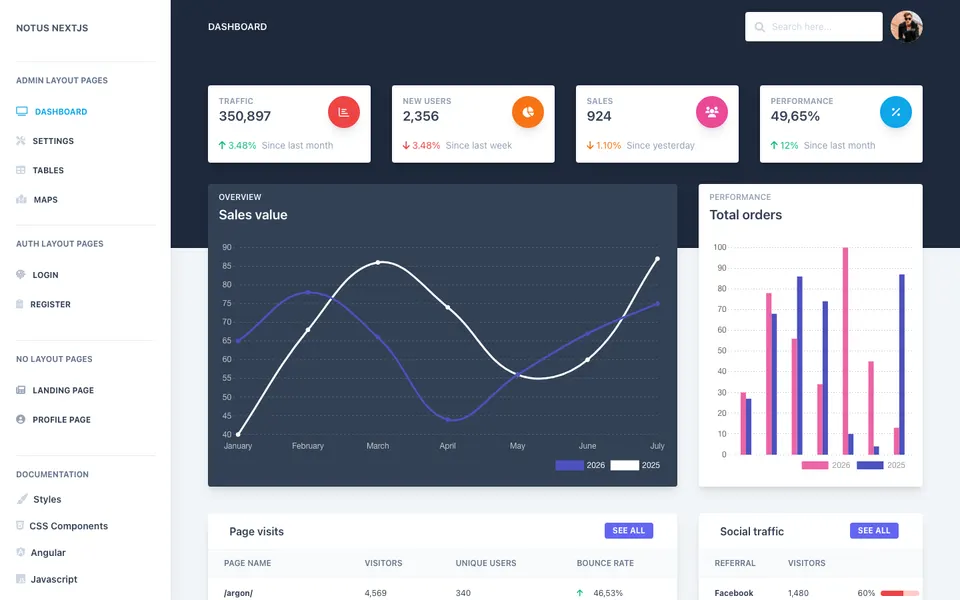 NOTUS NEXTJS
ADMIN LAYOUT PAGES
DASHBOARD
SETTINGS
TABLES
MAPS
AUTH LAYOUT PAGES
LOGIN
REGISTER
NO LAYOUT PAGES
LANDING PAGE
PROFILE PAGE
DOCUMENTATION
Styles
CSS Components
Angular
Javascript
DASHBOARD
Search here...
TRAFFIC
350,897
3.48% Since last month
NEW USERS
2,356
3.48% Since last week
SALES
924
1.10% Since yesterday
PERFORMANCE
49,65%
12% Since last month
OVERVIEW
Sales value
90
85
80
75
70
65
60
55
50
45
40
January February March April May June July
2026 2025
PERFORMANCE
Total orders
100
90
80
70
60
50
40
30
20
10
0
2026 2025
Page visits
SEE ALL
PAGE NAME VISITORS UNIQUE USERS BOUNCE RATE
/argon/ 4,569 340 46,53%
Social traffic
SEE ALL
REFERRAL VISITORS
Facebook 1,480 60%